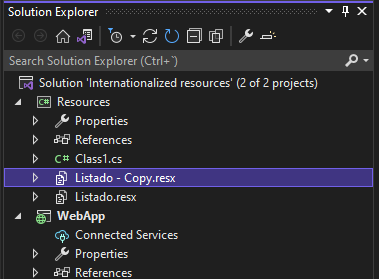 Solution Explorer
Search Solution Explorer (Ctrl+¨)
Solution 'Internationalized resources' (2 of 2 projects)
C# Resources
Properties
References
C# Class1.cs
Listado - Copy.resx
Listado.resx
WebApp
Connected Services
Properties
References